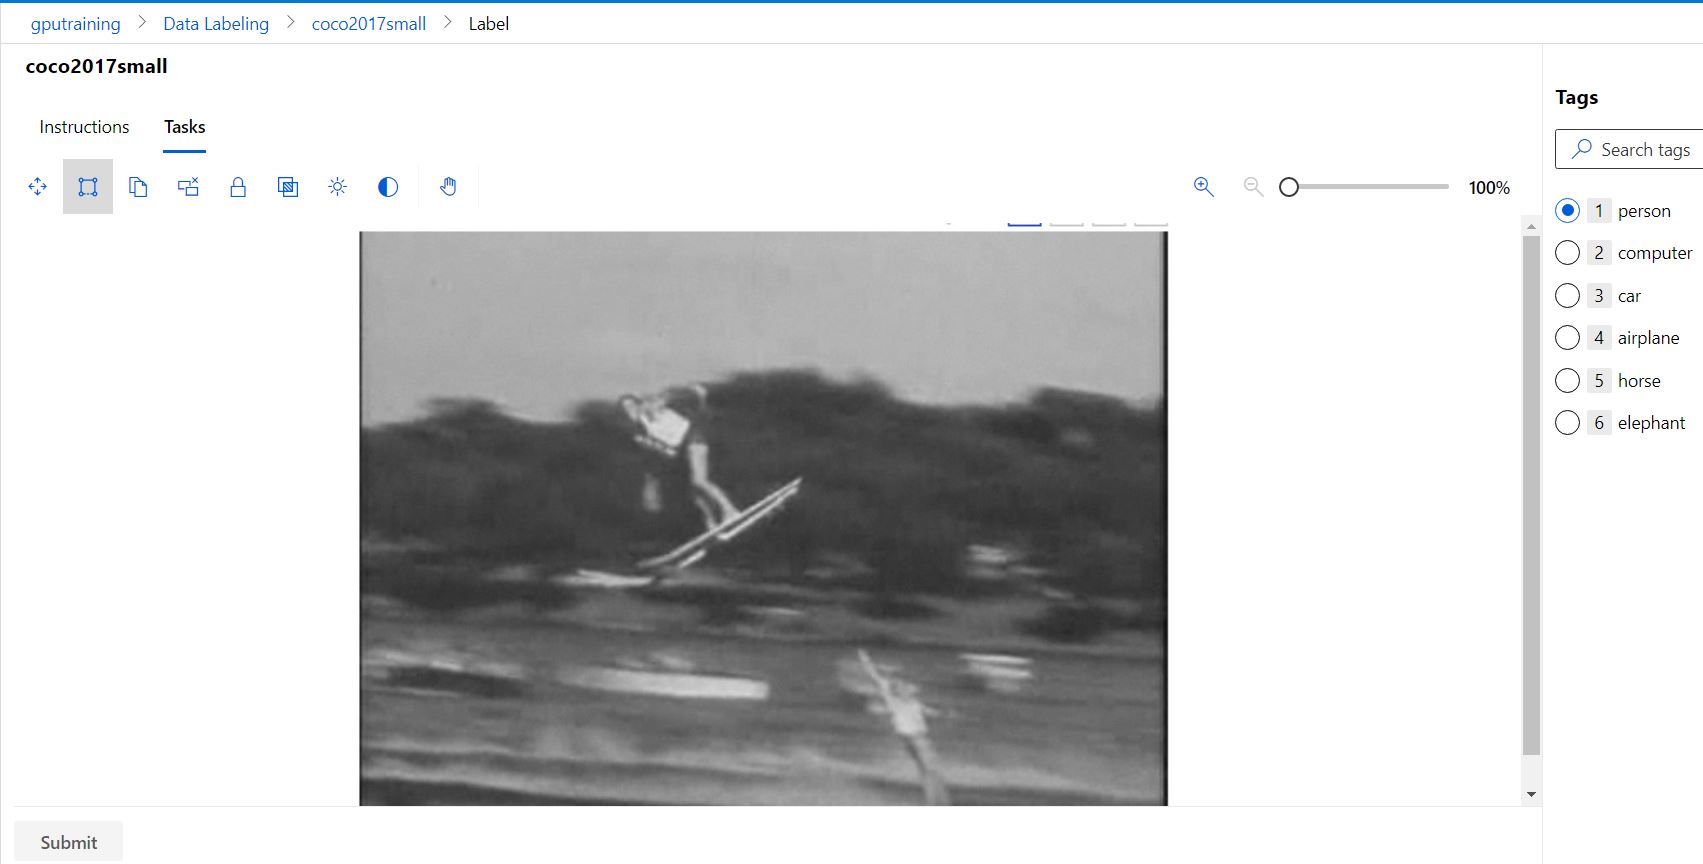 gputraining > Data Labeling > coco2017small > Label
coco2017small
Instructions Tasks
100%
Submit
Tags
Search tags
1 person
2 computer
3 car
4 airplane
5 horse
6 elephant